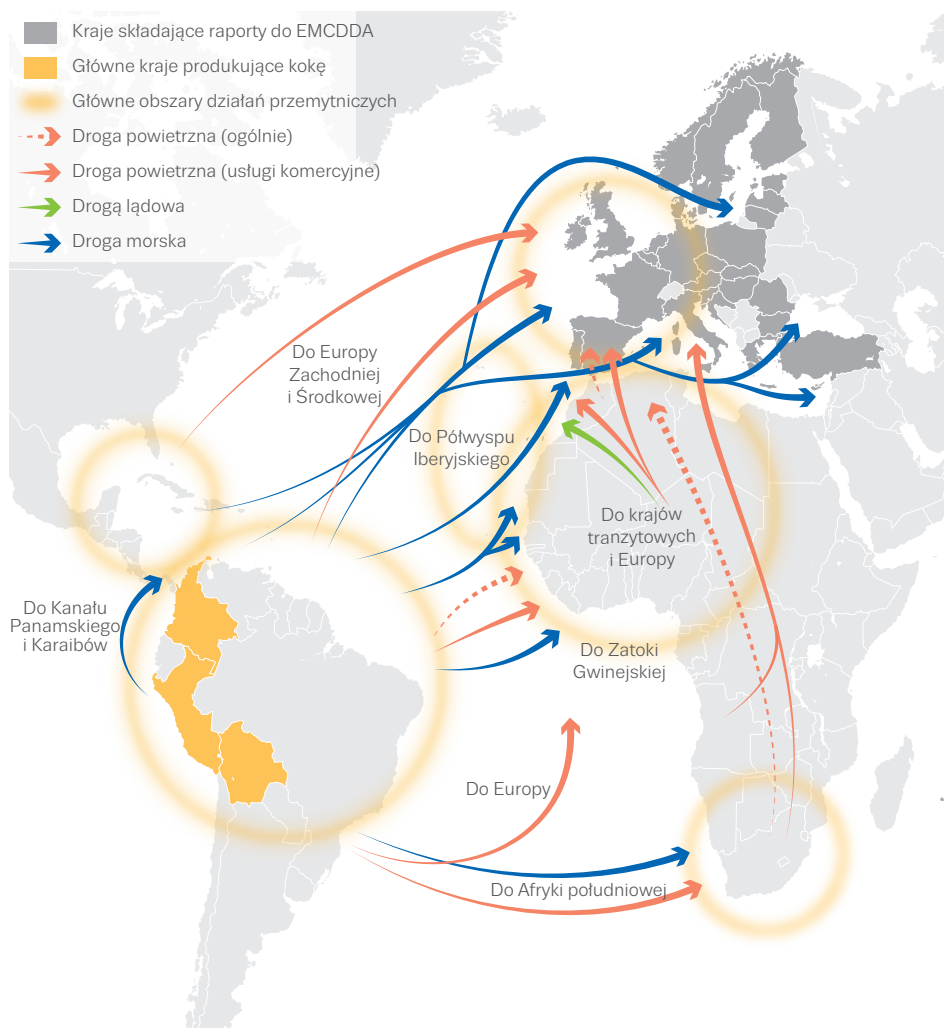 Kraje składające raporty do EMCDDA
Główne kraje produkujące kokę
Główne obszary działań przemytniczych
Droga powietrzna (ogólnie)
Droga powietrzna (usługi komercyjne)
Drogą lądowa
Droga morska
Do Europy
Zachodniej
i Środkowej
Do Półwyspu
Iberyjskiego
Do krajów
tranzytowych
i Europy
Do Kanału
Panamskiego
i Karaibów
Do Zatoki
Gwinejskiej
Do Europy
Do Afryki południowej